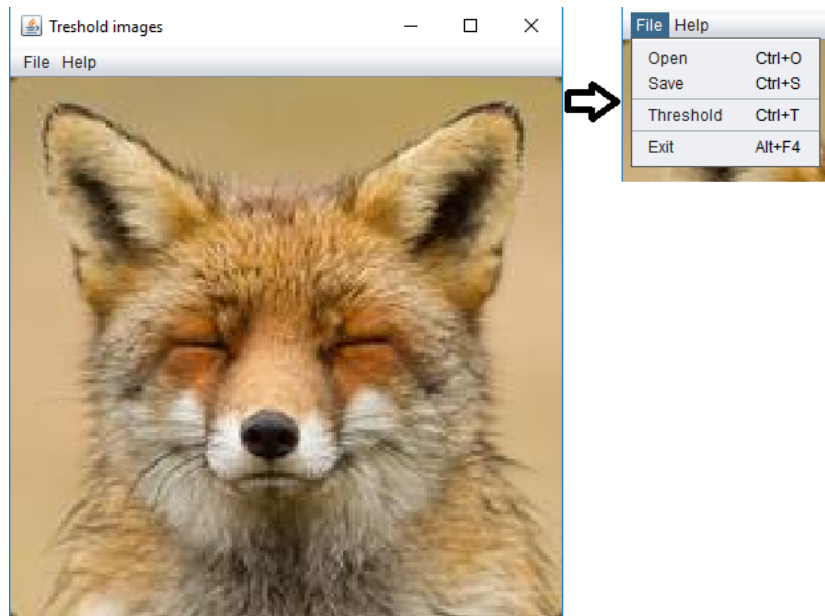 Treshold images
File Help
File Help
Open Ctrl+O
Save Ctrl+S
Threshold Ctrl+T
Exit Alt+F4